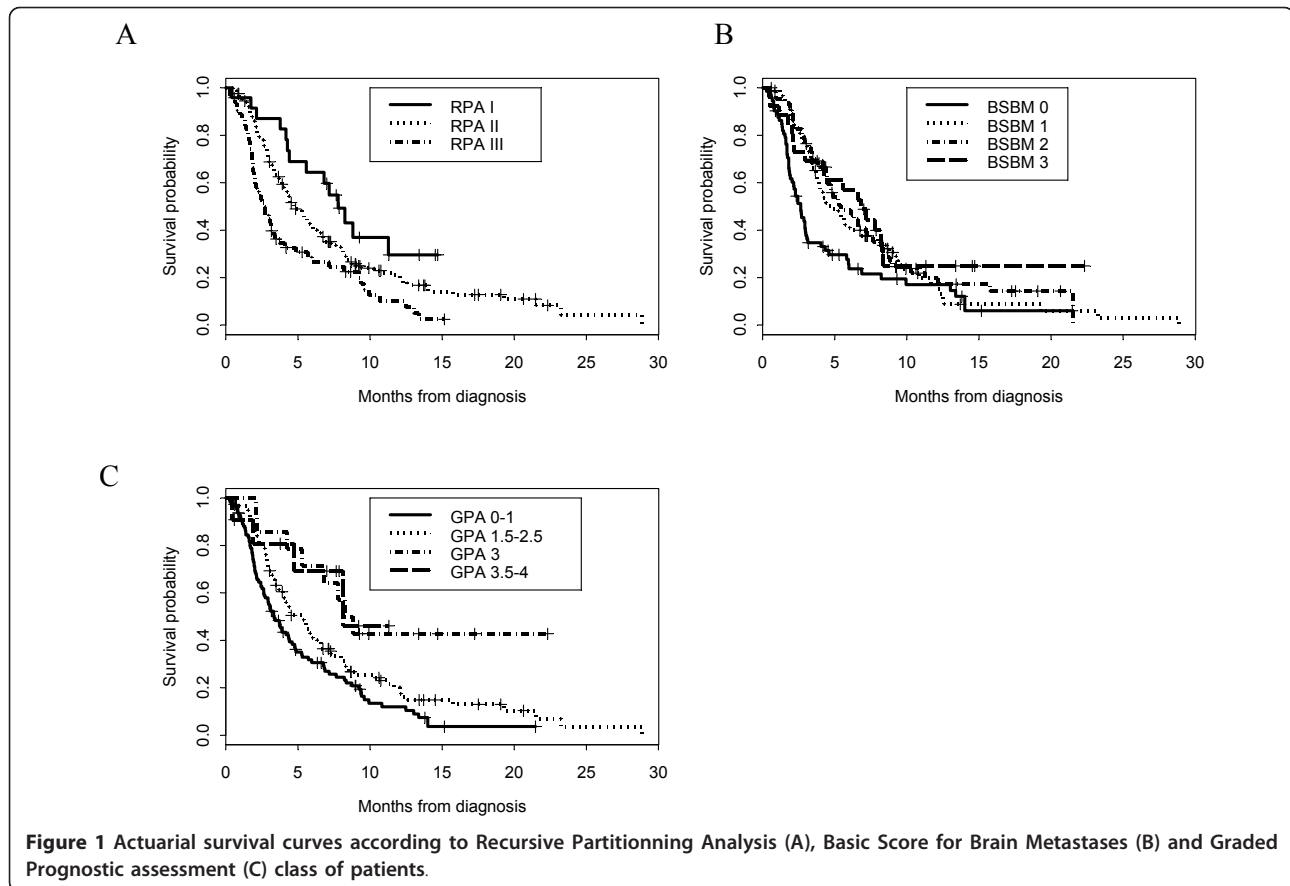 A
Survival probability
1.0
0.8
0.6
0.4
0.2
0.0
RPA I
RPA II
RPA III
0 5 10 15 20 25 30
Months from diagnosis
B
Survival probability
1.0
0.8
0.6
0.4
0.2
0.0
BSBM 0
BSBM 1
BSBM 2
BSBM 3
0 5 10 15 20 25 30
Months from diagnosis
C
Survival probability
1.0
0.8
0.6
0.4
0.2
0.0
GPA 0-1
GPA 1.5-2.5
GPA 3
GPA 3.5-4
0 5 10 15 20 25 30
Months from diagnosis
Figure 1 Actuarial survival curves according to Recursive Partitionning Analysis (A), Basic Score for Brain Metastases (B) and Graded
Prognostic assessment (C) class of patients.